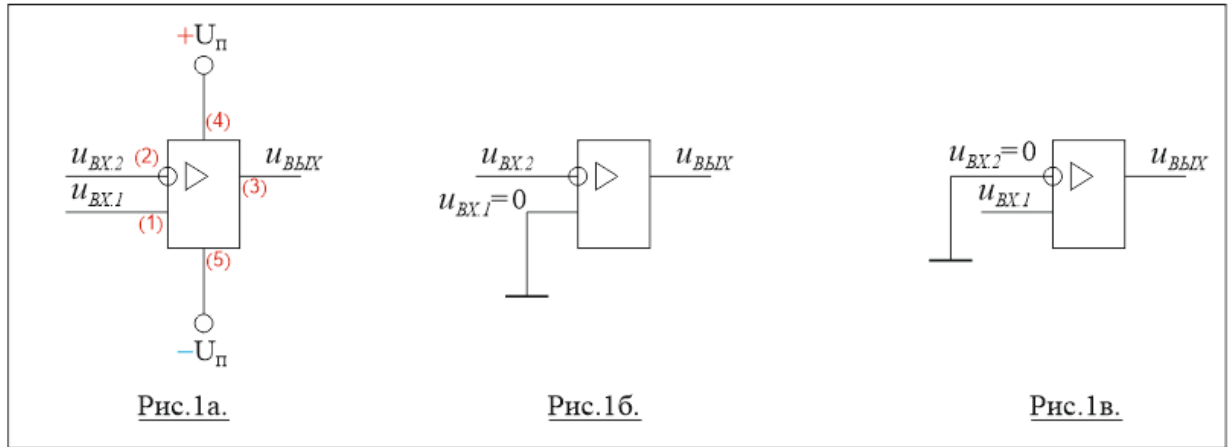 +Uп
(4)
uВХ.2 (2)
uВЫХ
(3)
uВХ.1
(1)
(5)
−Uп
Рис.1а.
uВХ.2
uВЫХ
uВХ.1=0
Рис.1б.
uВХ.2=0
uВЫХ
uВХ.1
Рис.1в.